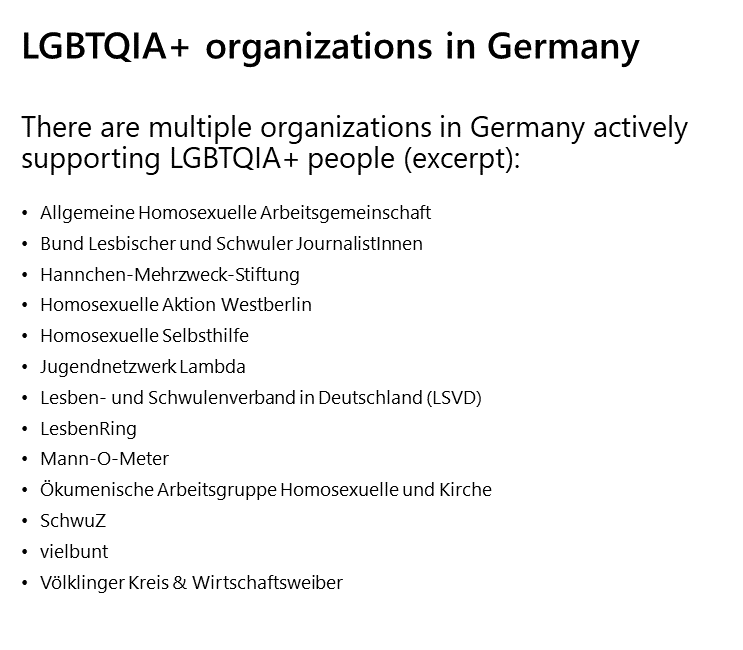 LGBTQIA+ organizations in Germany
There are multiple organizations in Germany actively
supporting LGBTQIA+ people (excerpt):
• Allgemeine Homosexuelle Arbeitsgemeinschaft
• Bund Lesbischer und Schwuler JournalistInnen
• Hannchen-Mehrzweck-Stiftung
• Homosexuelle Aktion Westberlin
• Homosexuelle Selbsthilfe
• Jugendnetzwerk Lambda
• Lesben- und Schwulenverband in Deutschland (LSVD)
• LesbenRing
• Mann-O-Meter
• Ökumenische Arbeitsgruppe Homosexuelle und Kirche
• SchwuZ
• vielbunt
• Völklinger Kreis & Wirtschaftsweiber